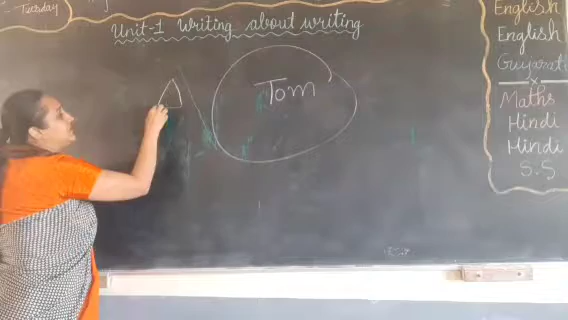 Tuesday
Unit-1 Writing about writing
Tom
English
English
Gujarati
Maths
Hindi
Hindi
S.S